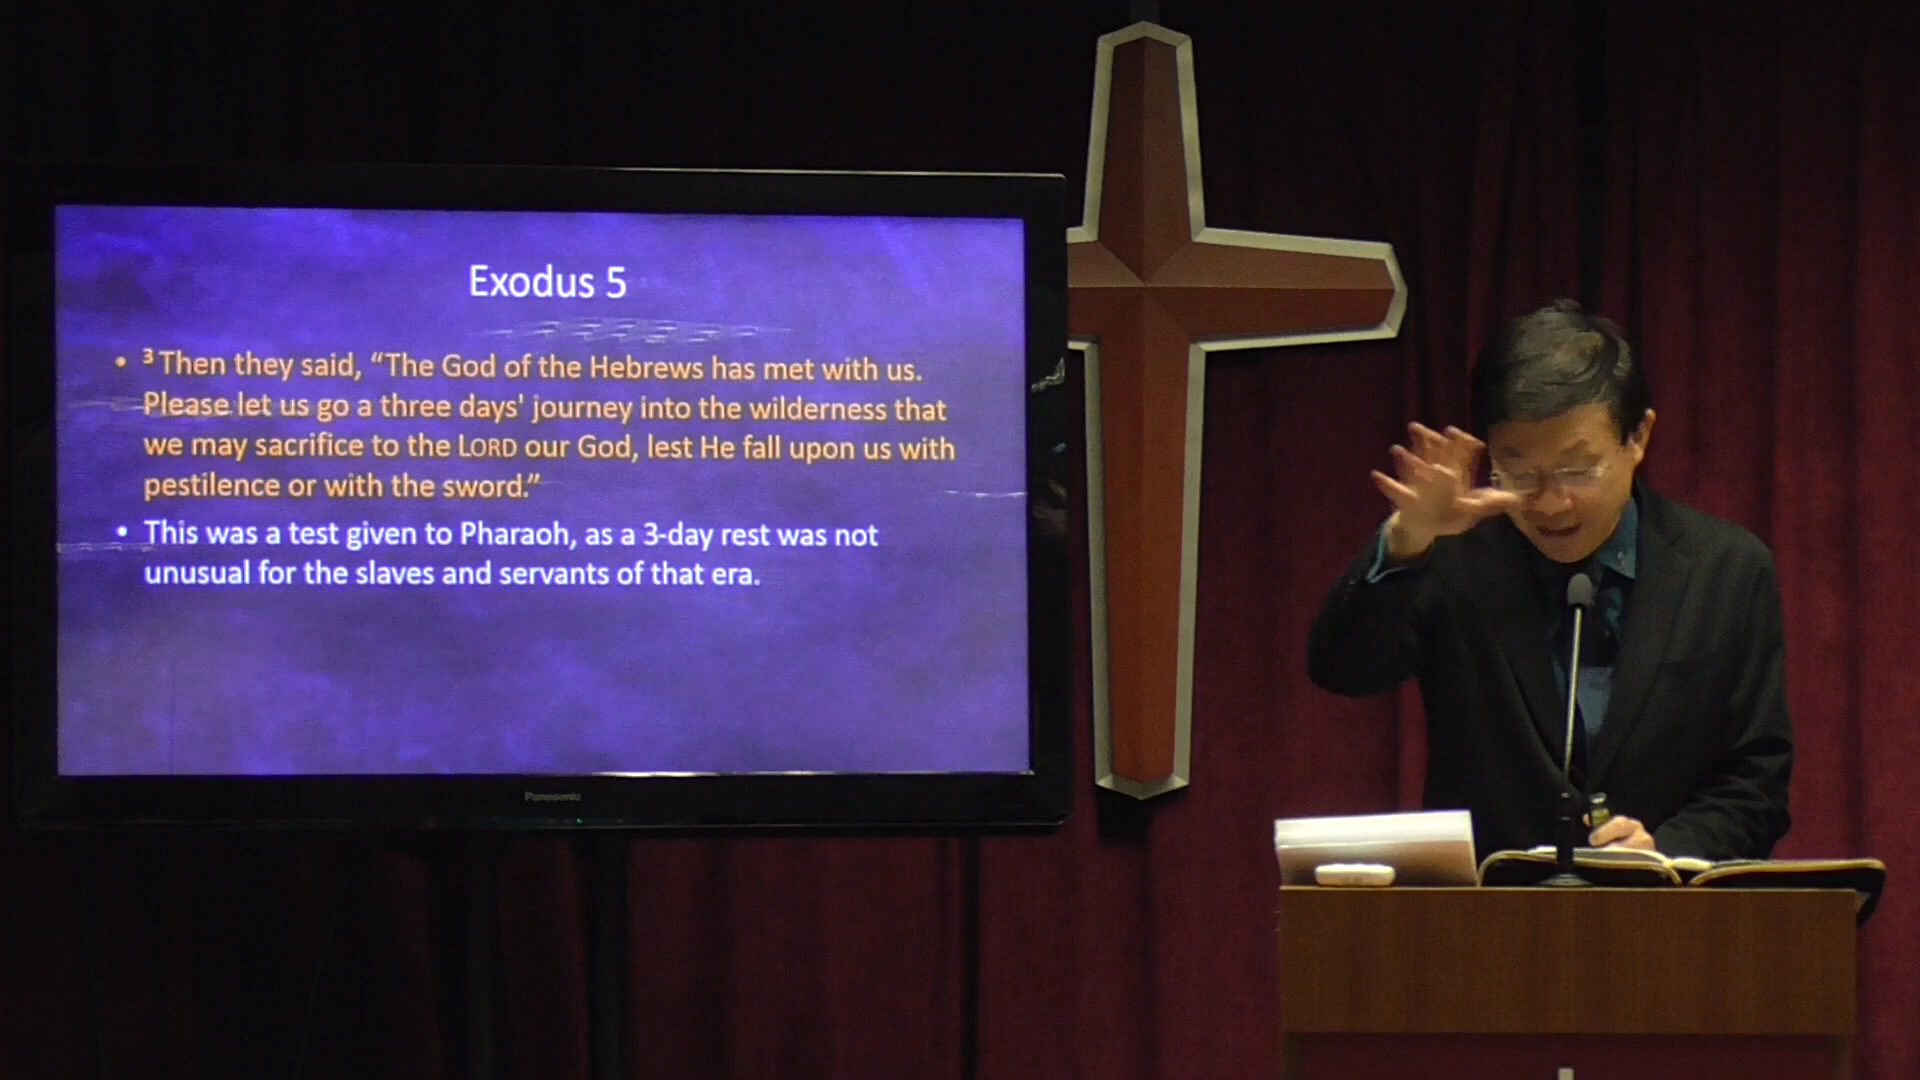 Exodus 5
• ³ Then they said, “The God of the Hebrews has met with us.
Please let us go a three days' journey into the wilderness that
we may sacrifice to the LORD our God, lest He fall upon us with
pestilence or with the sword.”
• This was a test given to Pharaoh, as a 3-day rest was not
unusual for the slaves and servants of that era.
Panasonic